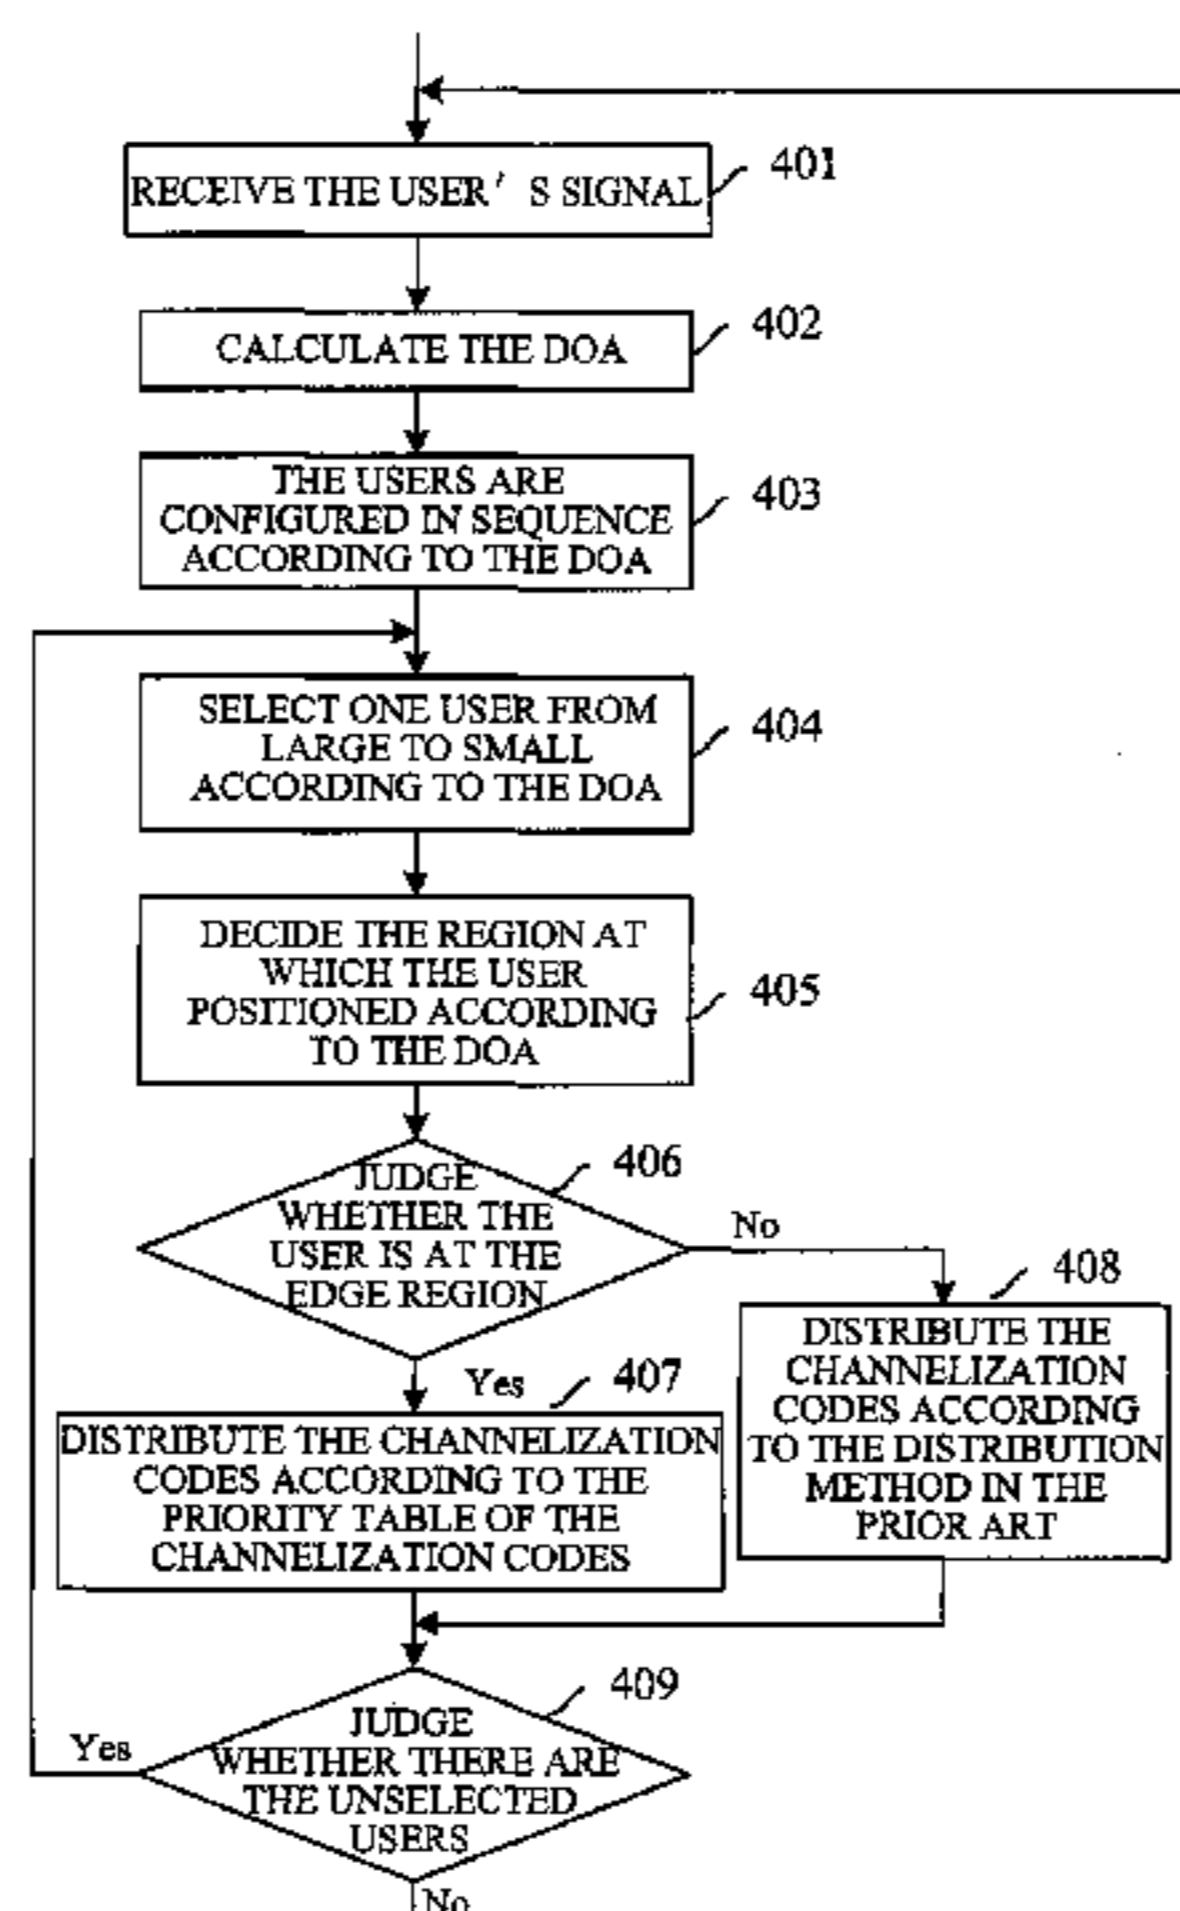 RECEIVE THE USER' S SIGNAL
401
CALCULATE THE DOA
402
THE USERS ARE
CONFIGURED IN SEQUENCE
ACCORDING TO THE DOA
403
SELECT ONE USER FROM
LARGE TO SMALL
ACCORDING TO THE DOA
404
DECIDE THE REGION AT
WHICH THE USER
POSITIONED ACCORDING
TO THE DOA
405
JUDGE
WHETHER THE
USER IS AT THE
EDGE REGION
406
No
Yes
407
DISTRIBUTE THE CHANNELIZATION
CODES ACCORDING TO THE
PRIORITY TABLE OF THE
CHANNELIZATION CODES
408
DISTRIBUTE THE
CHANNELIZATION
CODES ACCORDING
TO THE DISTRIBUTION
METHOD IN THE
PRIOR ART
409
JUDGE
WHETHER THERE ARE
THE UNSELECTED
USERS
Yes
No